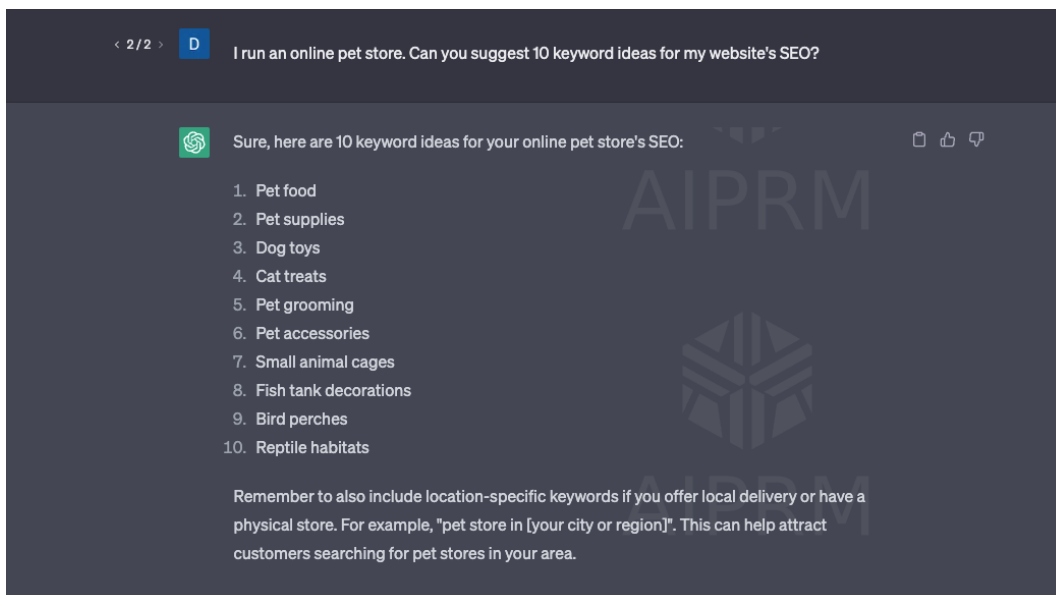 < 2/2 >
D
I run an online pet store. Can you suggest 10 keyword ideas for my website's SEO?
Sure, here are 10 keyword ideas for your online pet store's SEO:
1. Pet food
2. Pet supplies
3. Dog toys
4. Cat treats
5. Pet grooming
6. Pet accessories
7. Small animal cages
8. Fish tank decorations
9. Bird perches
10. Reptile habitats
Remember to also include location-specific keywords if you offer local delivery or have a
physical store. For example, "pet store in [your city or region]". This can help attract
customers searching for pet stores in your area.
AIPRM
AIPRM